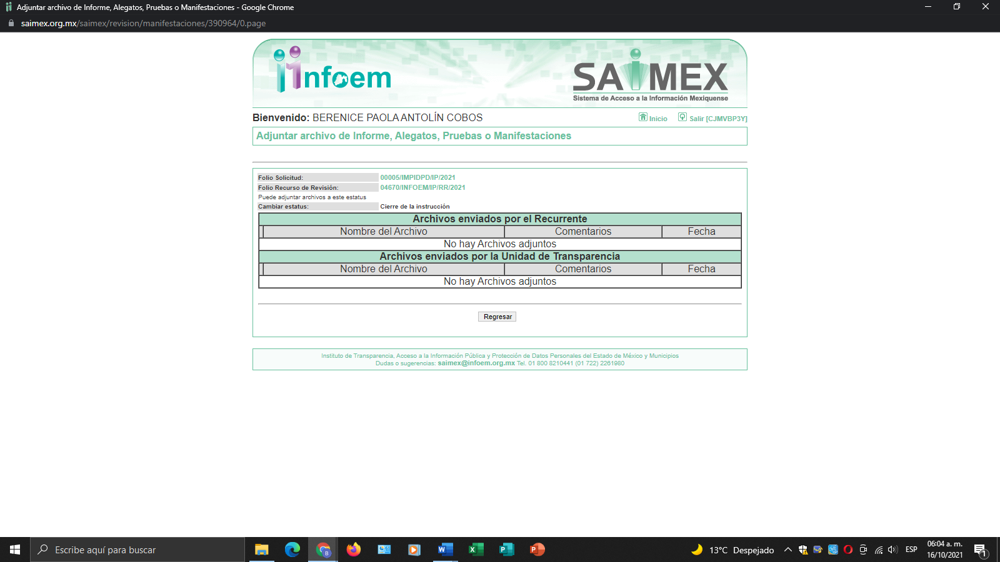 Adjuntar archivo de Informe, Alegatos, Pruebas o Manifestaciones - Google Chrome
saimex.org.mx/saimex/revision/manifestaciones/390964/0.page
infoem
SAIMEX
Sistema de Acceso a la Información Mexiquense
Bienvenido: BERENICE PAOLA ANTOLÍN COBOS
Inicio Salir [CJMVBP3Y]
Adjuntar archivo de Informe, Alegatos, Pruebas o Manifestaciones
Folio Solicitud: 00005/IMPIDPD/IP/2021
Folio Recurso de Revisión: 04670/INFOEM/IP/RR/2021
Puede adjuntar archivos a este estatus
Cambiar estatus: Cierre de la instrucción
Archivos enviados por el Recurrente
Nombre del Archivo Comentarios Fecha
No hay Archivos adjuntos
Archivos enviados por la Unidad de Transparencia
Nombre del Archivo Comentarios Fecha
No hay Archivos adjuntos
Regresar
Instituto de Transparencia, Acceso a la Información Pública y Protección de Datos Personales del Estado de México y Municipios
Dudas o sugerencias: saimex@infoem.org.mx Tel. 01 800 8210441 (01 722) 2261980
Escribe aquí para buscar
13°C Despejado
ESP
06:04 a. m.
16/10/2021
1